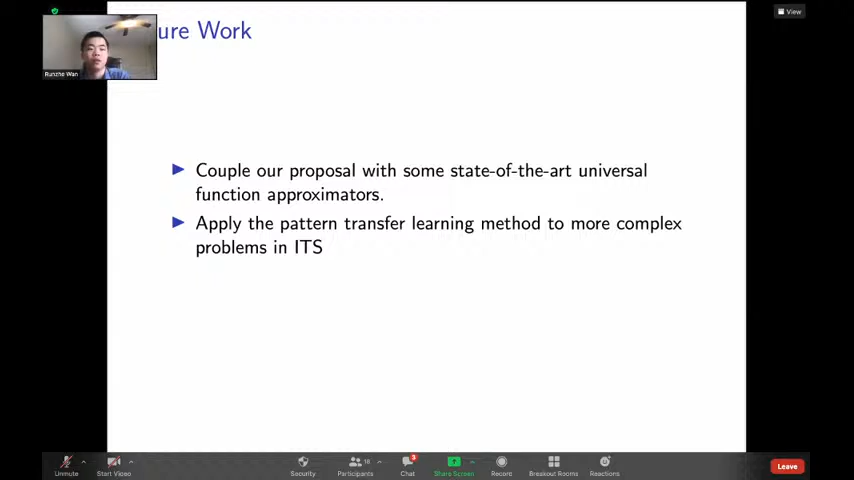 View
ure Work
Runzhe Wan
Couple our proposal with some state-of-the-art universal
function approximators.
Apply the pattern transfer learning method to more complex
problems in ITS
Unmute
Start Video
Security
18
Participants
3
Chat
Share Screen
Record
Breakout Rooms
Reactions
Leave